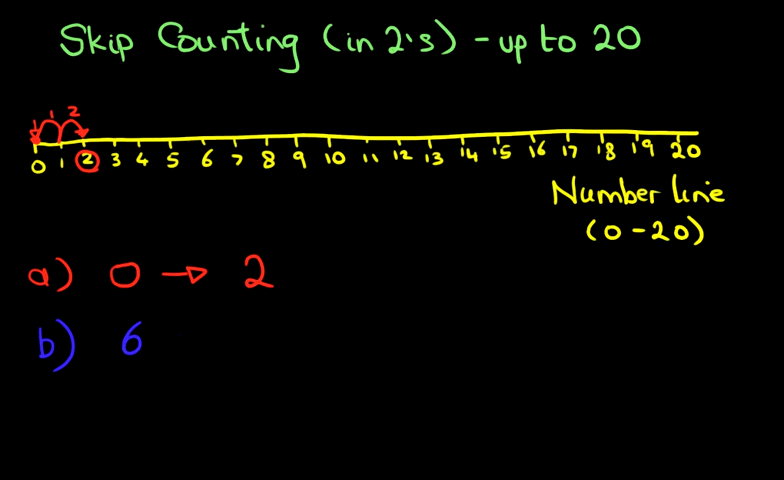 Skip Counting (in 2's) - up to 20
1 2
0 1 2 3 4 5 6 7 8 9 10 11 12 13 14 15 16 17 18 19 20
Number line
(0 - 20)
a) 0 → 2
b) 6